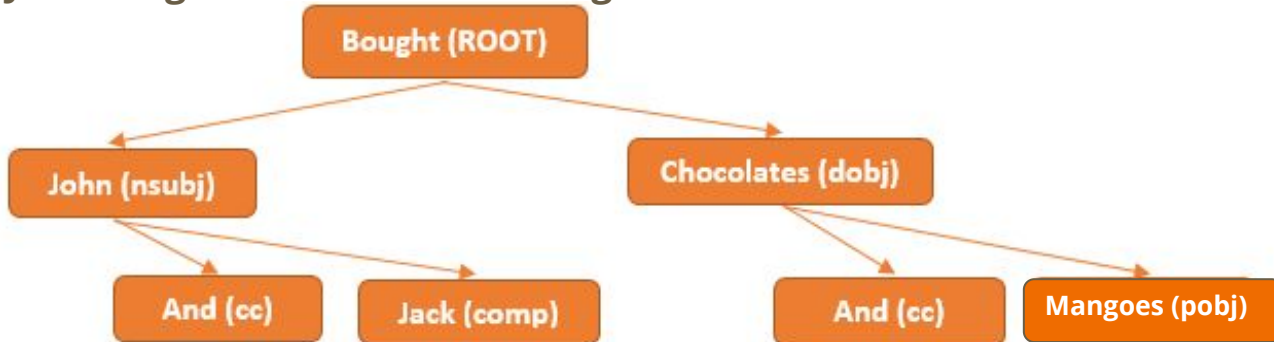 Bought (ROOT)
John (nsubj)
Chocolates (dobj)
And (cc)
Jack (comp)
And (cc)
Mangoes (pobj)